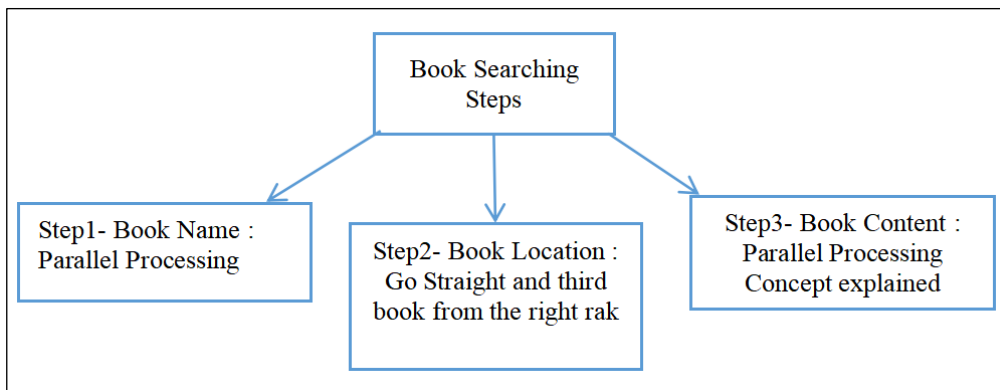 Book Searching
Steps
Step1- Book Name :
Parallel Processing
Step2- Book Location :
Go Straight and third
book from the right rak
Step3- Book Content :
Parallel Processing
Concept explained